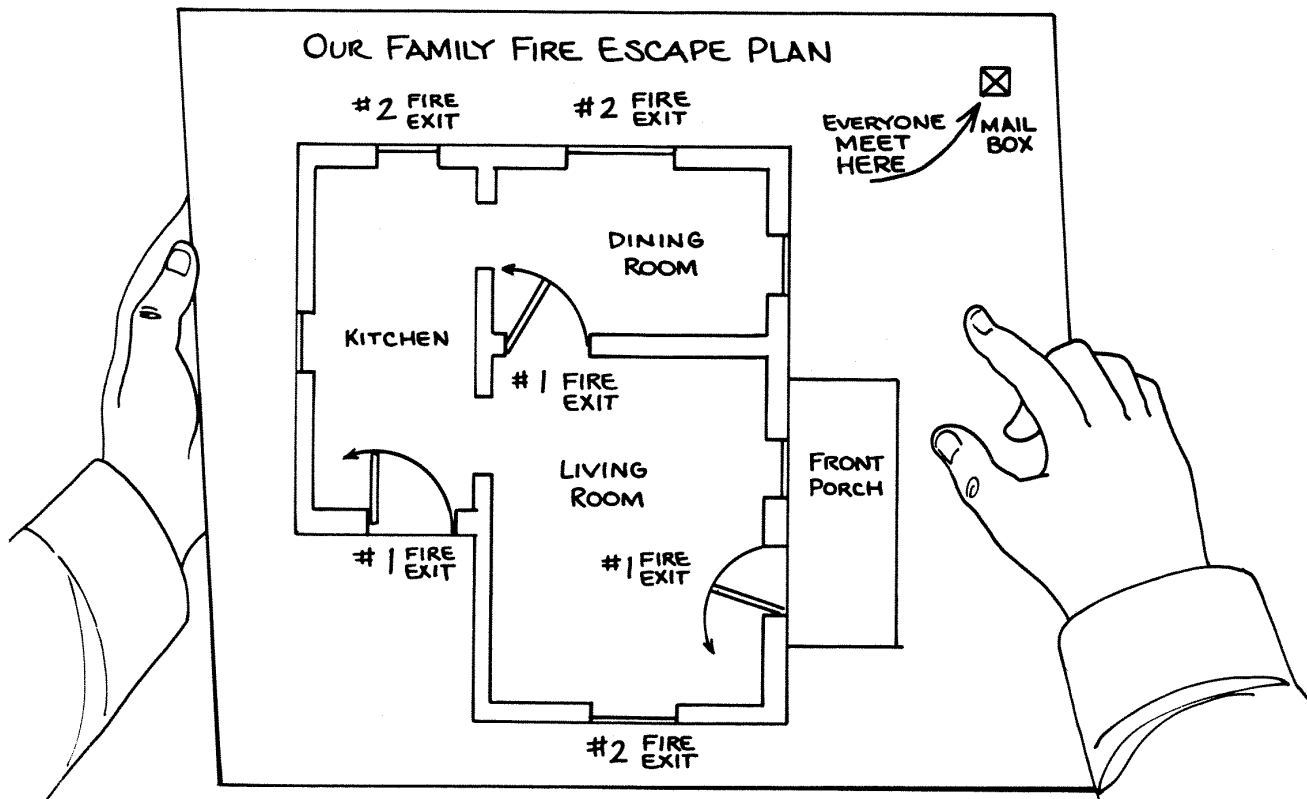 OUR FAMILY FIRE ESCAPE PLAN
#2 FIRE EXIT
#2 FIRE EXIT
EVERYONE
MEET
HERE
MAIL
BOX
DINING
ROOM
KITCHEN
#1 FIRE EXIT
LIVING
ROOM
FRONT
PORCH
#1 FIRE EXIT
#1 FIRE EXIT
#2 FIRE EXIT